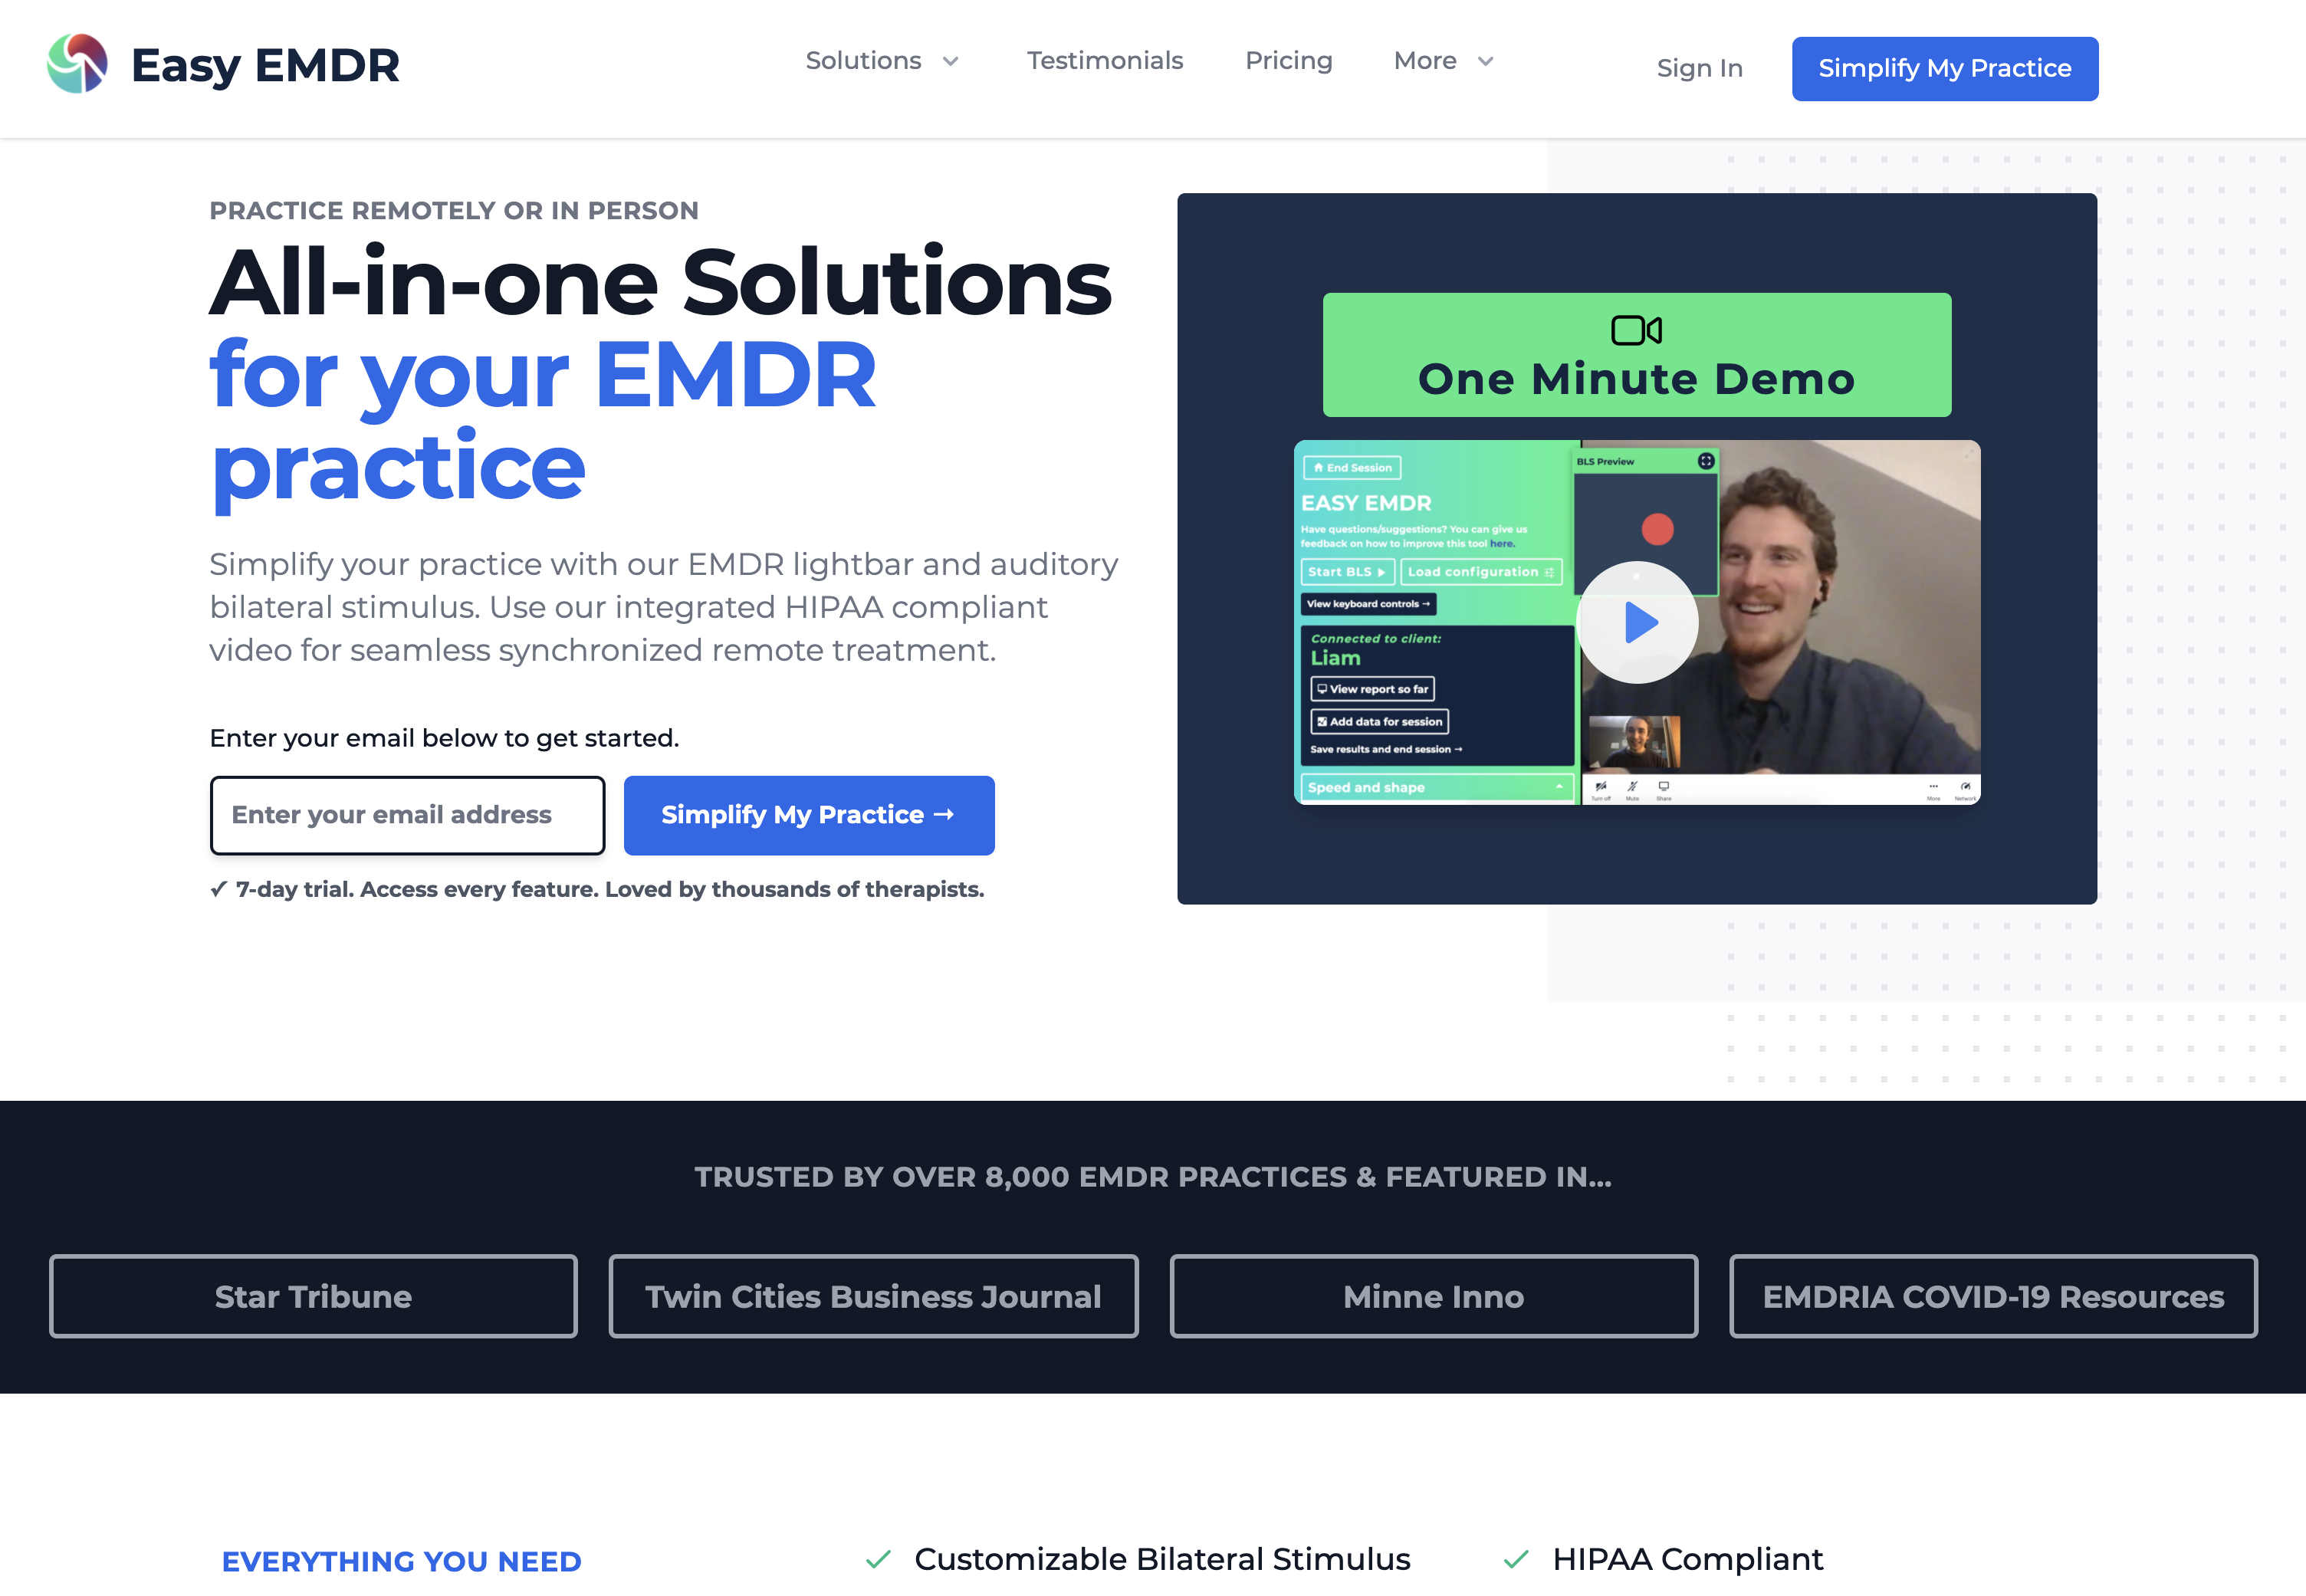 Easy EMDR
Solutions
Testimonials
Pricing
More
Sign In
Simplify My Practice
PRACTICE REMOTELY OR IN PERSON
All-in-one Solutions
for your EMDR
practice
Simplify your practice with our EMDR lightbar and auditory
bilateral stimulus. Use our integrated HIPAA compliant
video for seamless synchronized remote treatment.
Enter your email below to get started.
Enter your email address
Simplify My Practice →
✓ 7-day trial. Access every feature. Loved by thousands of therapists.
One Minute Demo
End Session
EASY EMDR
Have questions/suggestions? You can give us
feedback on how to improve this tool here.
Start BLS
Load configuration
View keyboard controls →
Connected to client:
Liam
View report so far
Add data for session
Save results and end session →
Speed and shape
BLS Preview
Turn off
Mute
Share
More
Network
TRUSTED BY OVER 8,000 EMDR PRACTICES & FEATURED IN...
Star Tribune
Twin Cities Business Journal
Minne Inno
EMDRIA COVID-19 Resources
EVERYTHING YOU NEED
Customizable Bilateral Stimulus
HIPAA Compliant